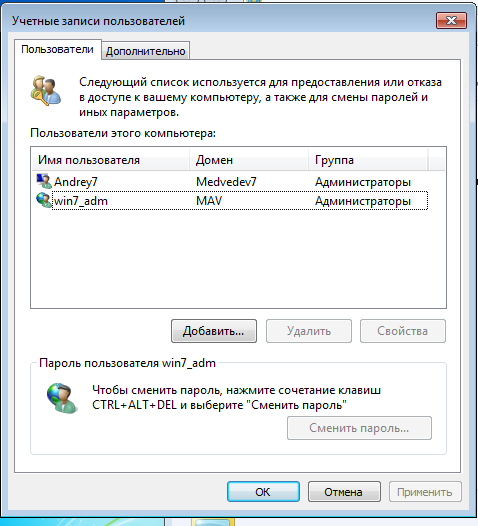 Учетные записи пользователей
Пользователи
Дополнительно
Следующий список используется для предоставления или отказа
в доступе к вашему компьютеру, а также для смены паролей и
иных параметров.
Пользователи этого компьютера:
Имя пользователя Домен Группа
Andrey7 Medvedev7 Администраторы
win7_adm MAV Администраторы
Добавить... Удалить Свойства
Пароль пользователя win7_adm
Чтобы сменить пароль, нажмите сочетание клавиш
CTRL+ALT+DEL и выберите "Сменить пароль"
Сменить пароль...
ОК Отмена Применить